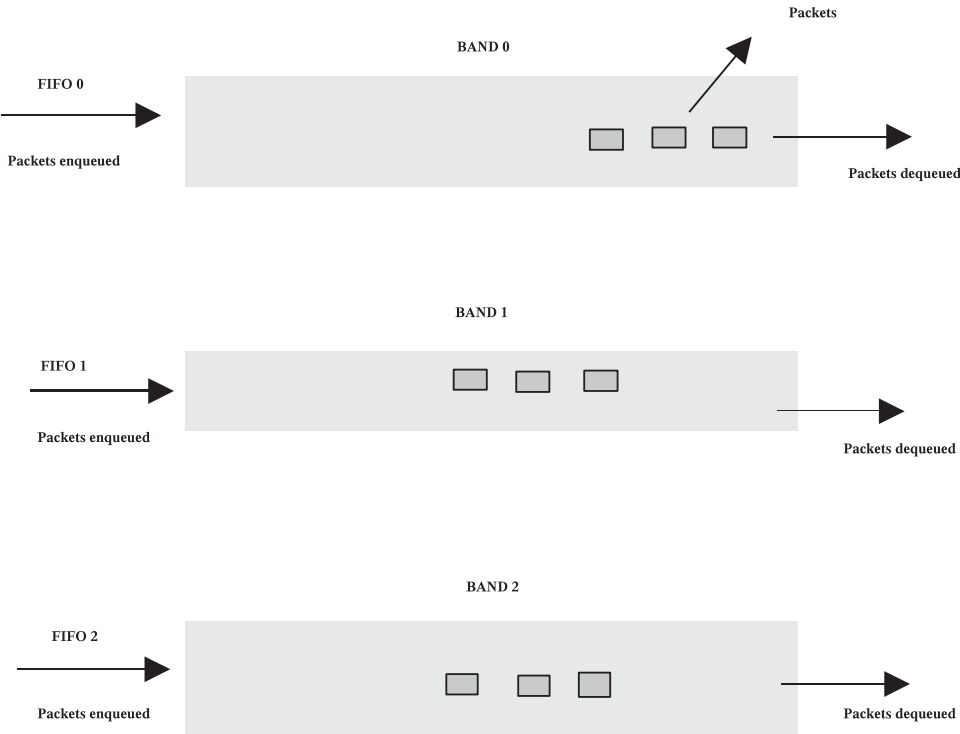 Packets
BAND 0
FIFO 0
Packets enqueued
Packets dequeued
BAND 1
FIFO 1
Packets enqueued
Packets dequeued
BAND 2
FIFO 2
Packets enqueued
Packets dequeued